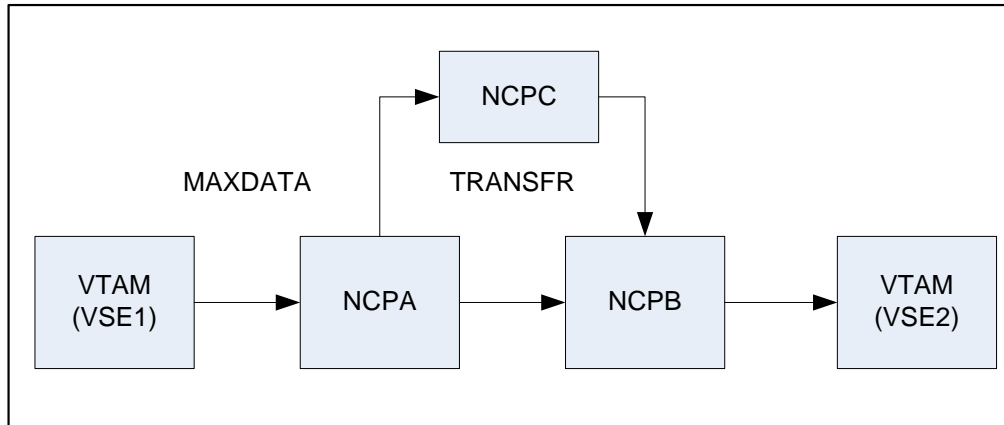 NCPC
MAXDATA
TRANSFR
VTAM
(VSE1)
NCPA
NCPB
VTAM
(VSE2)